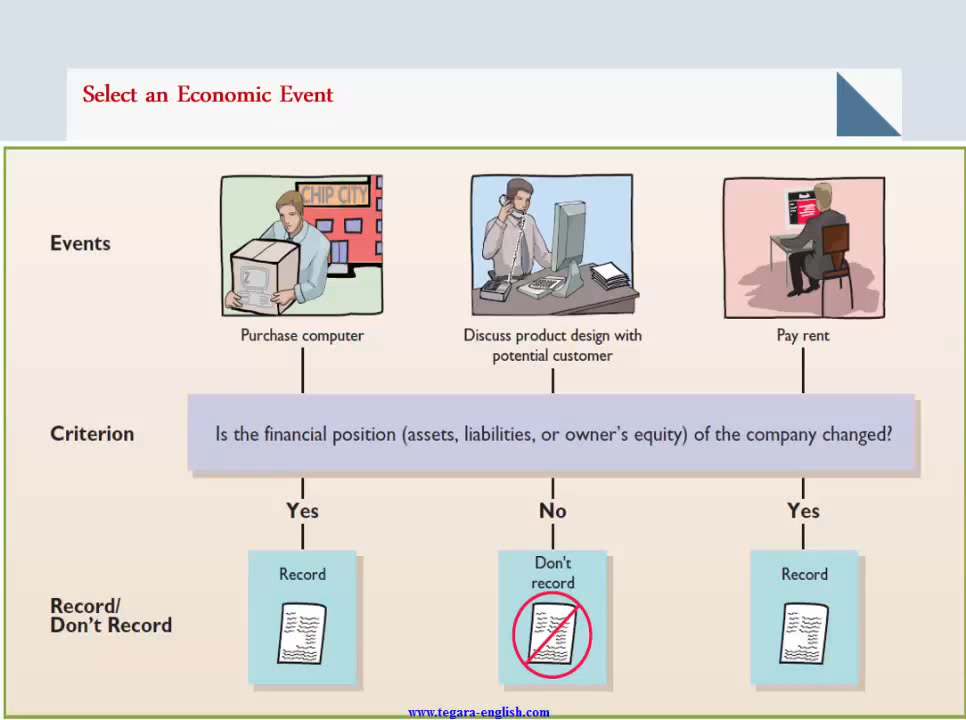 Select an Economic Event
CHIP CITY
Z
Events
Purchase computer
Discuss product design with
potential customer
Pay rent
Criterion
Is the financial position (assets, liabilities, or owner's equity) of the company changed?
Yes
No
Yes
Record/
Don't Record
Record
Don't
record
Record
www.tegara-english.com